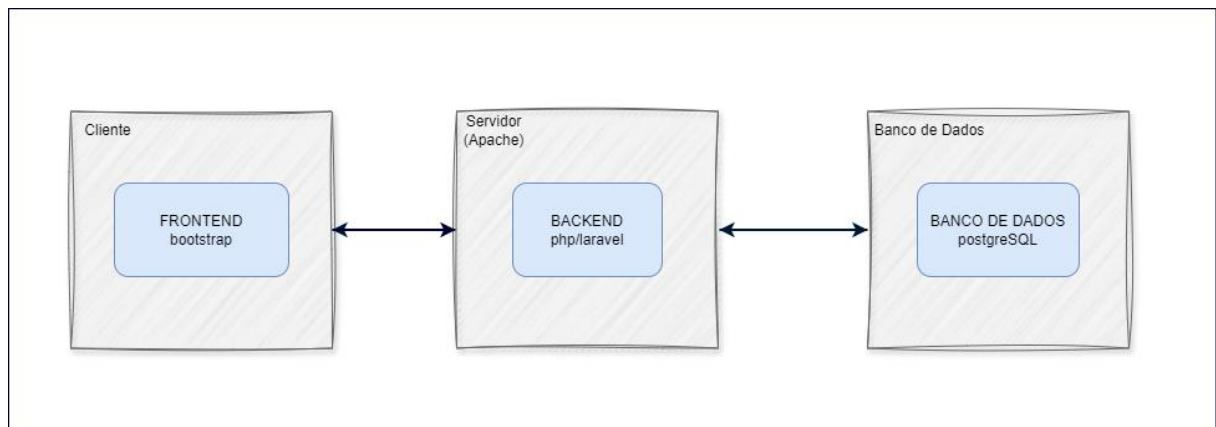 Cliente
FRONTEND
bootstrap
Servidor
(Apache)
BACKEND
php/laravel
Banco de Dados
BANCO DE DADOS
postgreSQL